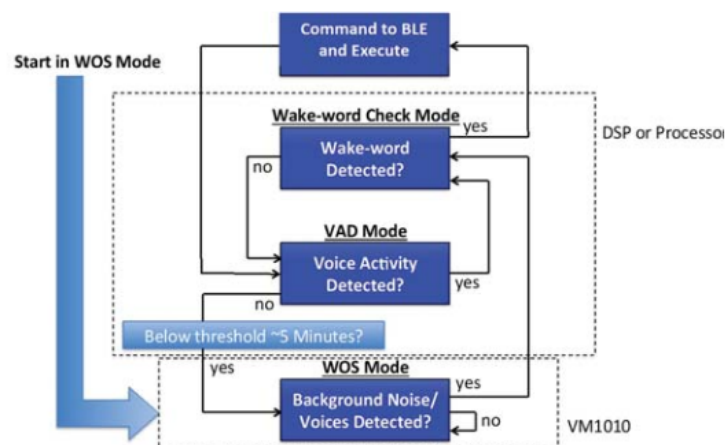 Command to BLE
and Execute
Start in WOS Mode
Wake-word Check Mode
yes
DSP or Processor
Wake-word
Detected?
no
VAD Mode
Voice Activity
Detected?
no
yes
Below threshold ~5 Minutes?
yes
WOS Mode
yes
Background Noise/
Voices Detected?
no
VM1010